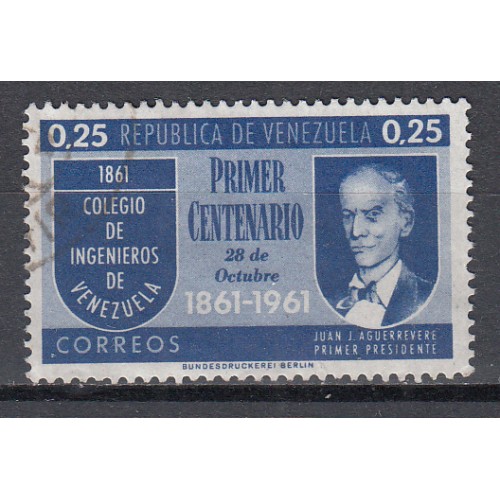 0,25 REPUBLICA DE VENEZUELA 0,25
1861
COLEGIO
DE
INGENIEROS
DE
VENEZUELA
PRIMER
CENTENARIO
28 de
Octubre
1861-1961
JUAN J. AGUERREVERE
PRIMER PRESIDENTE
CORREOS
BUNDESDRUCKEREI BERLIN